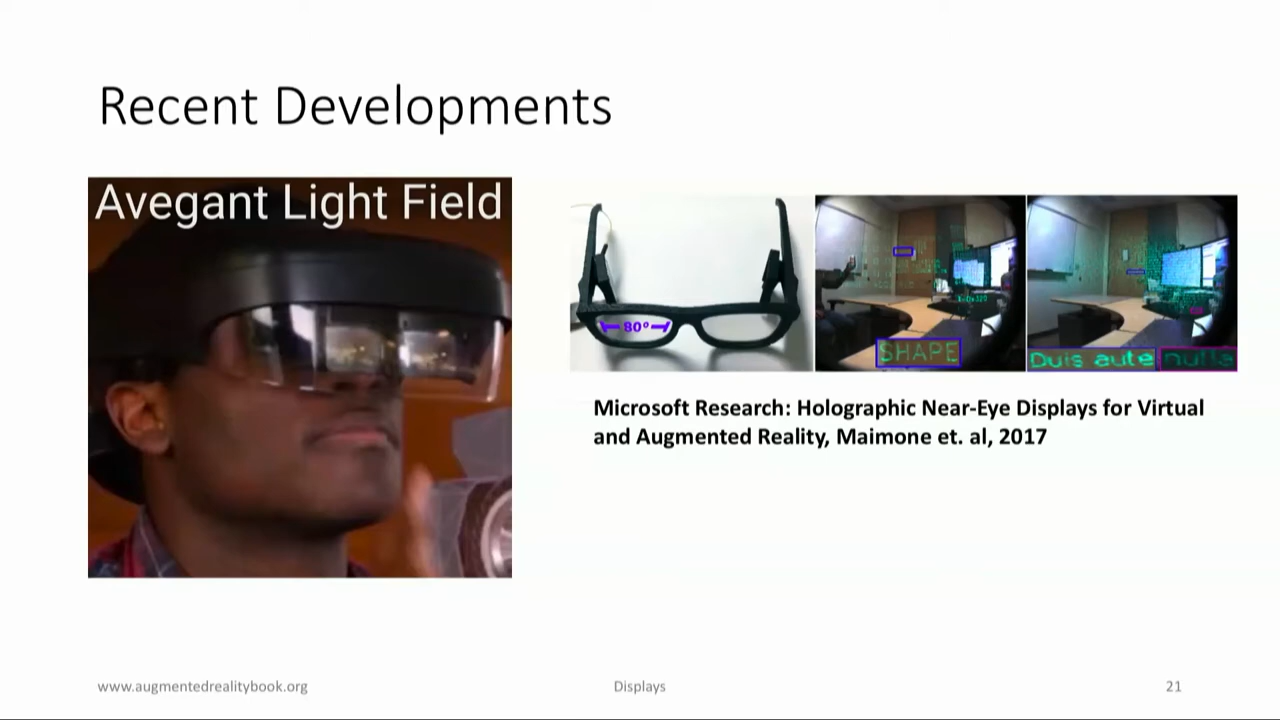 Recent Developments
Avegant Light Field
80°
SHAPE
Duis aute nulla
Microsoft Research: Holographic Near-Eye Displays for Virtual
and Augmented Reality, Maimone et. al, 2017
www.augmentedrealitybook.org
Displays
21